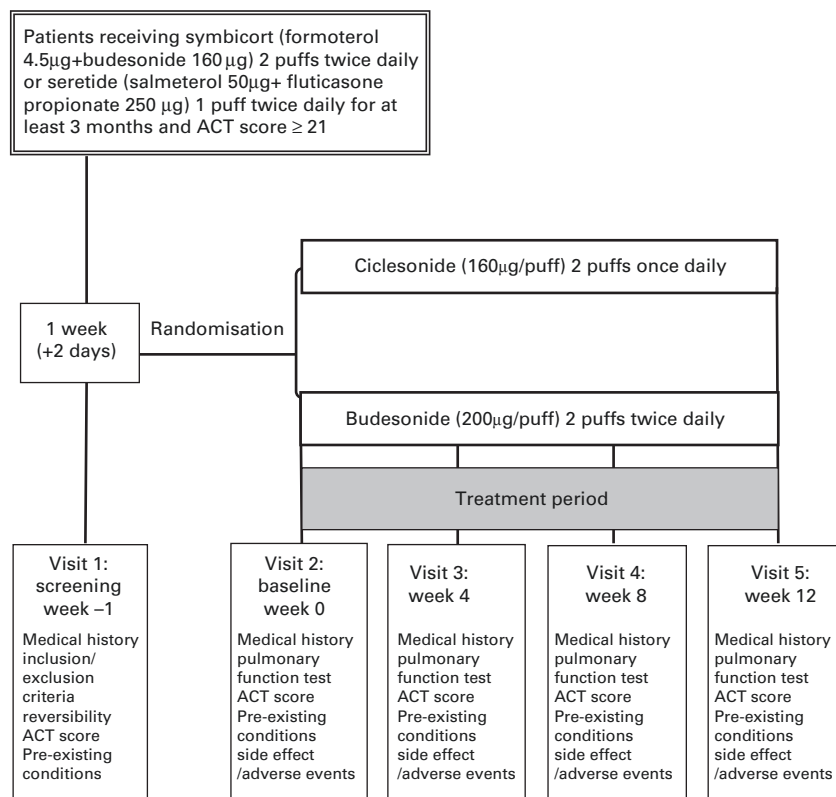 Patients receiving symbicort (formoterol
4.5µg+budesonide 160 µg) 2 puffs twice daily
or seretide (salmeterol 50µg+ fluticasone
propionate 250 µg) 1 puff twice daily for at
least 3 months and ACT score ≥ 21
Ciclesonide (160µg/puff) 2 puffs once daily
1 week
(+2 days)
Randomisation
Budesonide (200µg/puff) 2 puffs twice daily
Treatment period
Visit 1:
screening
week –1
Medical history
inclusion/
exclusion
criteria
reversibility
ACT score
Pre-existing
conditions
Visit 2:
baseline
week 0
Medical history
pulmonary
function test
ACT score
Pre-existing
conditions
side effect
/adverse events
Visit 3:
week 4
Medical history
pulmonary
function test
ACT score
Pre-existing
conditions
side effect
/adverse events
Visit 4:
week 8
Medical history
pulmonary
function test
ACT score
Pre-existing
conditions
side effect
/adverse events
Visit 5:
week 12
Medical history
pulmonary
function test
ACT score
Pre-existing
conditions
side effect
/adverse events